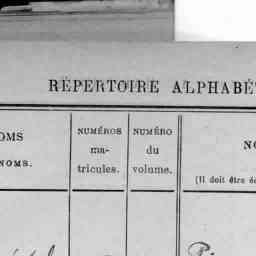 RÉPERTOIRE ALPHABÉ
OMS
NOMS.
NUMÉROS
ma-
tricules.
NUMÉRO
du
volume.
NO
(Il doit être é